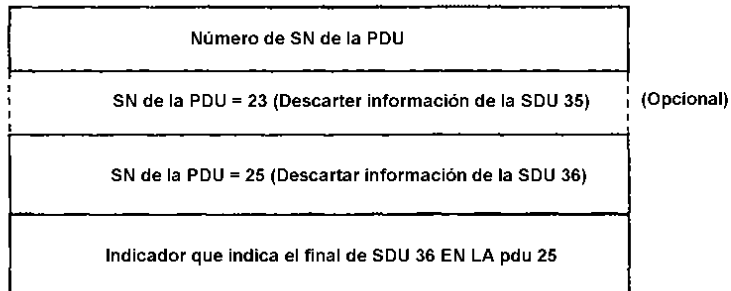 Número de SN de la PDU
SN de la PDU = 23 (Descarter información de la SDU 35)
(Opcional)
SN de la PDU = 25 (Descartar información de la SDU 36)
Indicador que indica el final de SDU 36 EN LA pdu 25